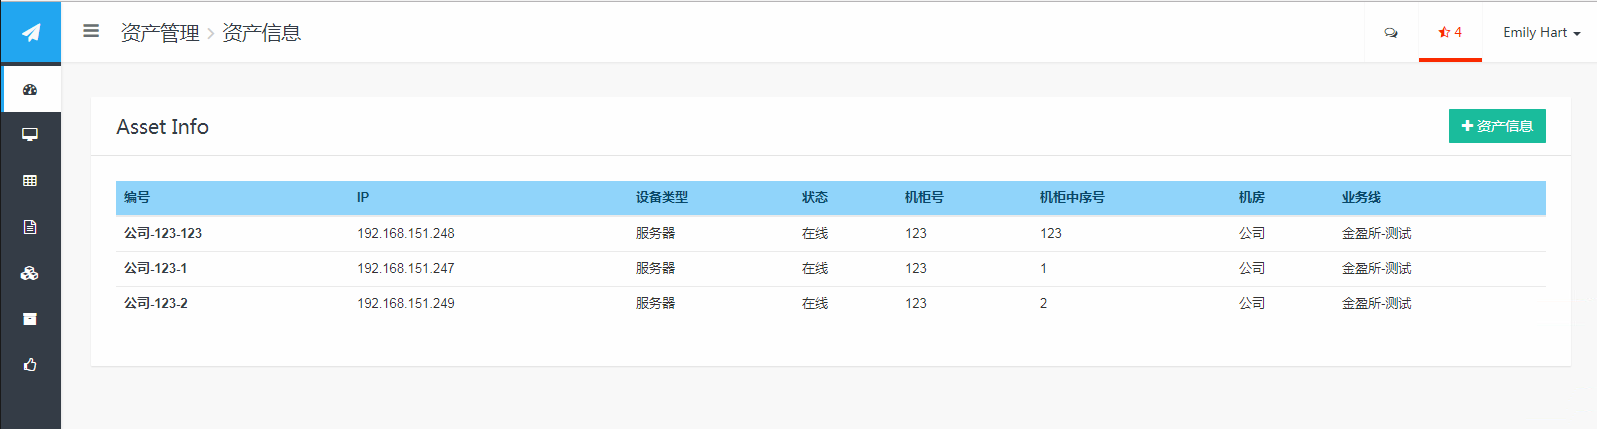 资产管理 > 资产信息
4
Emily Hart
Asset Info
+ 资产信息
编号 IP 设备类型 状态 机柜号 机柜中序号 机房 业务线
公司-123-123 192.168.151.248 服务器 在线 123 123 公司 金盈所-测试
公司-123-1 192.168.151.247 服务器 在线 123 1 公司 金盈所-测试
公司-123-2 192.168.151.249 服务器 在线 123 2 公司 金盈所-测试